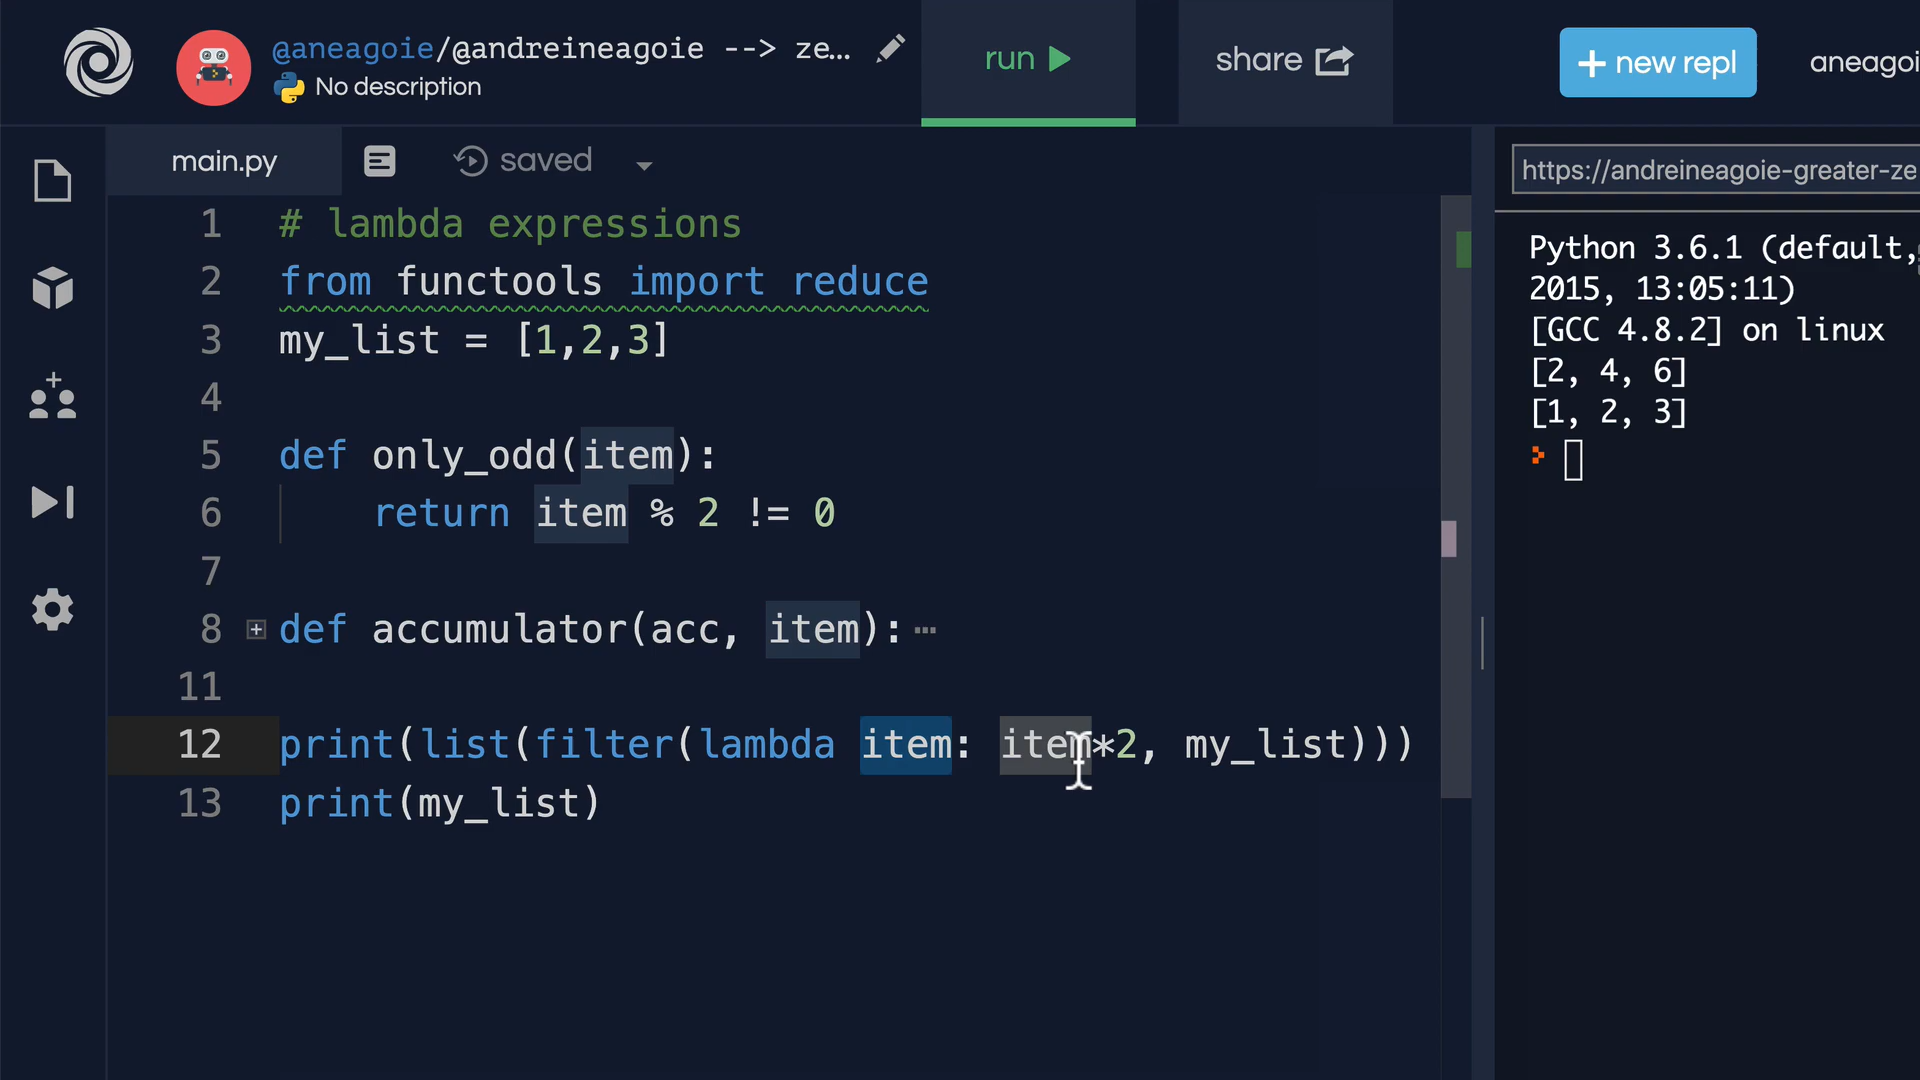 @aneagoie/@andreineagoie --> ze...
No description
run
share
+ new repl
aneagoi
main.py
saved
https://andreineagoie-greater-ze
1 # lambda expressions
2 from functools import reduce
3 my_list = [1,2,3]
4
5 def only_odd(item):
6 return item % 2 != 0
7
8 def accumulator(acc, item):...
11
12 print(list(filter(lambda item: item*2, my_list)))
13 print(my_list)
Python 3.6.1 (default,
2015, 13:05:11)
[GCC 4.8.2] on linux
[2, 4, 6]
[1, 2, 3]